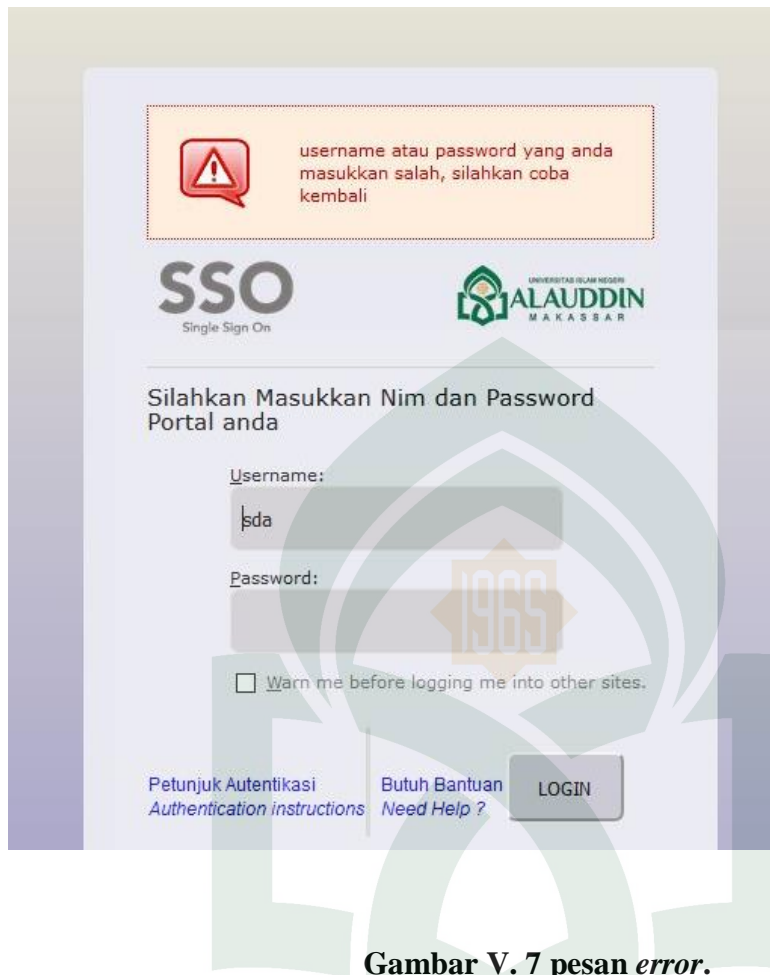 username atau password yang anda
masukkan salah, silahkan coba
kembali
SSO
Single Sign On
UNIVERSITAS ISLAM NEGERI
ALAUDDIN
MAKASSAR
Silahkan Masukkan Nim dan Password
Portal anda
Username:
sda
Password:
1965
Warn me before logging me into other sites.
Petunjuk Autentikasi Butuh Bantuan LOGIN
Authentication instructions Need Help ?
Gambar V. 7 pesan error.